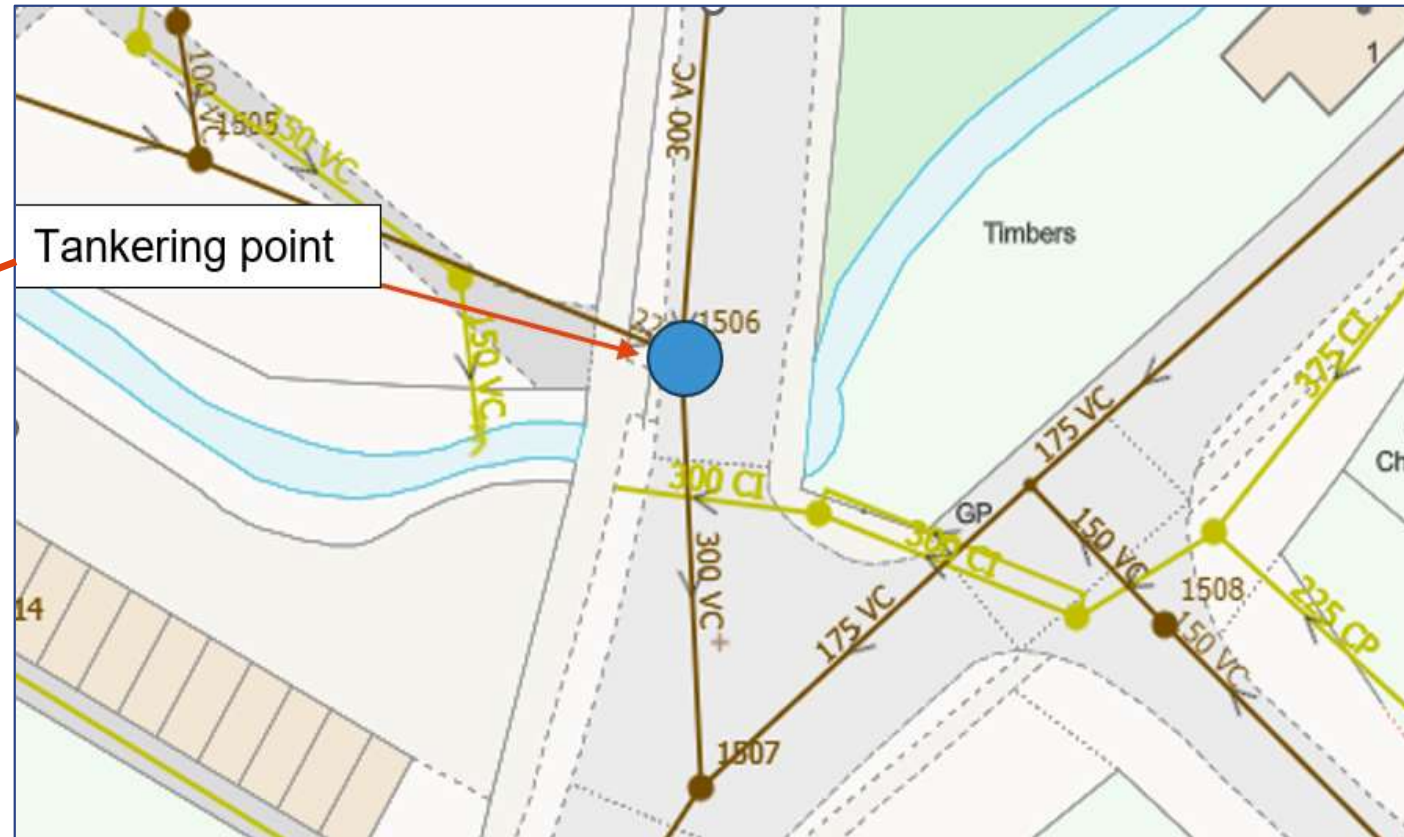 300 VC
1
100 VC
1505
150 VC
Tankering point
Timbers
1506
150 VC
375 CI
175 VC
300 CI
GP
300 CI
150 VC
1508
225 CP
14
300 VC
175 VC
150 VC
1507